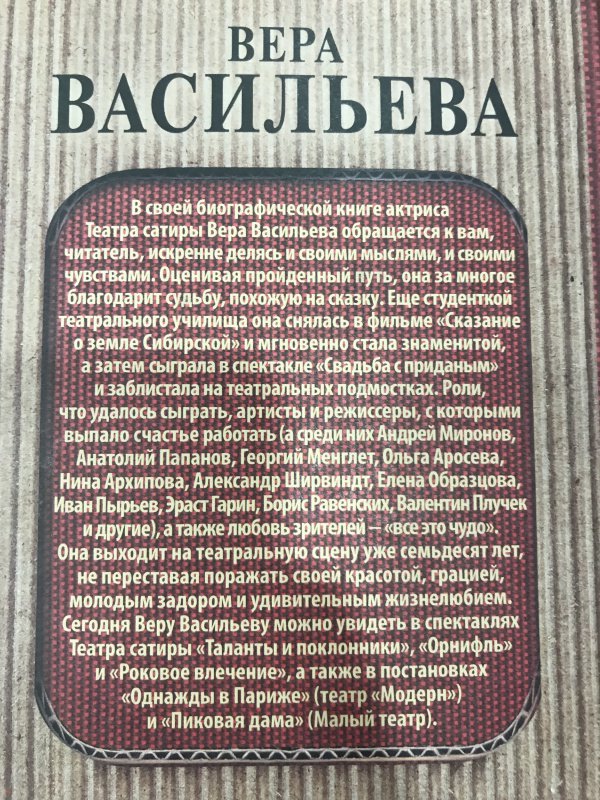 ВЕРА
ВАСИЛЬЕВА
В своей биографической книге актриса
Театра сатиры Вера Васильева обращается к вам,
читатель, искренне делясь и своими мыслями, и своими
чувствами. Оценивая пройденный путь, она за многое
благодарит судьбу, похожую на сказку. Еще студенткой
театрального училища она снялась в фильме «Сказание
о земле Сибирской» и мгновенно стала знаменитой,
а затем сыграла в спектакле «Свадьба с приданым»
и заблистала на театральных подмостках. Роли,
что удалось сыграть, артисты и режиссеры, с которыми
выпало счастье работать (а среди них Андрей Миронов,
Анатолий Папанов, Георгий Менглет, Ольга Аросева,
Нина Архипова, Александр Ширвиндт, Елена Образцова,
Иван Пырьев, Эраст Гарин, Борис Равенских, Валентин Плучек
и другие), а также любовь зрителей – «все это чудо».
Она выходит на театральную сцену уже семьдесят лет,
не переставая поражать своей красотой, грацией,
молодым задором и удивительным жизнелюбием.
Сегодня Веру Васильеву можно увидеть в спектаклях
Театра сатиры «Таланты и поклонники», «Орнифль»
и «Роковое влечение», а также в постановках
«Однажды в Париже» (театр «Модерн»)
и «Пиковая дама» (Малый театр).